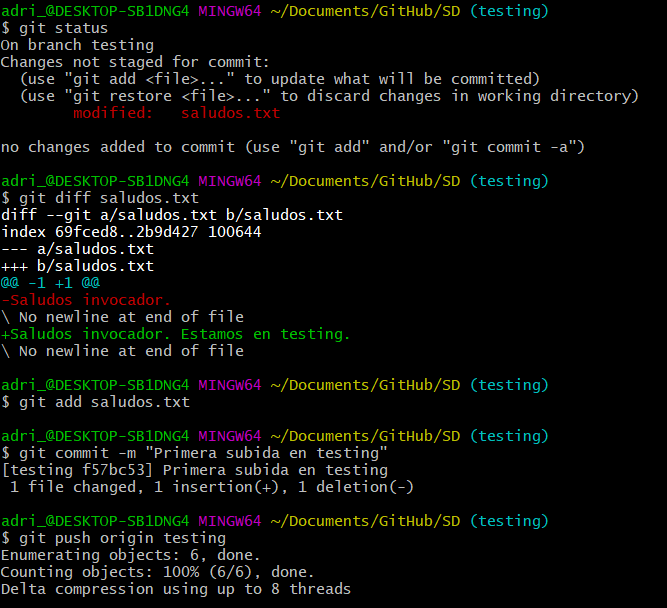 adri_@DESKTOP-SB1DNG4 MINGW64 ~/Documents/GitHub/SD (testing)
$ git status
On branch testing
Changes not staged for commit:
  (use "git add <file>..." to update what will be committed)
  (use "git restore <file>..." to discard changes in working directory)
        modified:   saludos.txt

no changes added to commit (use "git add" and/or "git commit -a")

adri_@DESKTOP-SB1DNG4 MINGW64 ~/Documents/GitHub/SD (testing)
$ git diff saludos.txt
diff --git a/saludos.txt b/saludos.txt
index 69fced8..2b9d427 100644
--- a/saludos.txt
+++ b/saludos.txt
@@ -1 +1 @@
-Saludos invocador.
\ No newline at end of file
+Saludos invocador. Estamos en testing.
\ No newline at end of file

adri_@DESKTOP-SB1DNG4 MINGW64 ~/Documents/GitHub/SD (testing)
$ git add saludos.txt

adri_@DESKTOP-SB1DNG4 MINGW64 ~/Documents/GitHub/SD (testing)
$ git commit -m "Primera subida en testing"
[testing f57bc53] Primera subida en testing
 1 file changed, 1 insertion(+), 1 deletion(-)

adri_@DESKTOP-SB1DNG4 MINGW64 ~/Documents/GitHub/SD (testing)
$ git push origin testing
Enumerating objects: 6, done.
Counting objects: 100% (6/6), done.
Delta compression using up to 8 threads